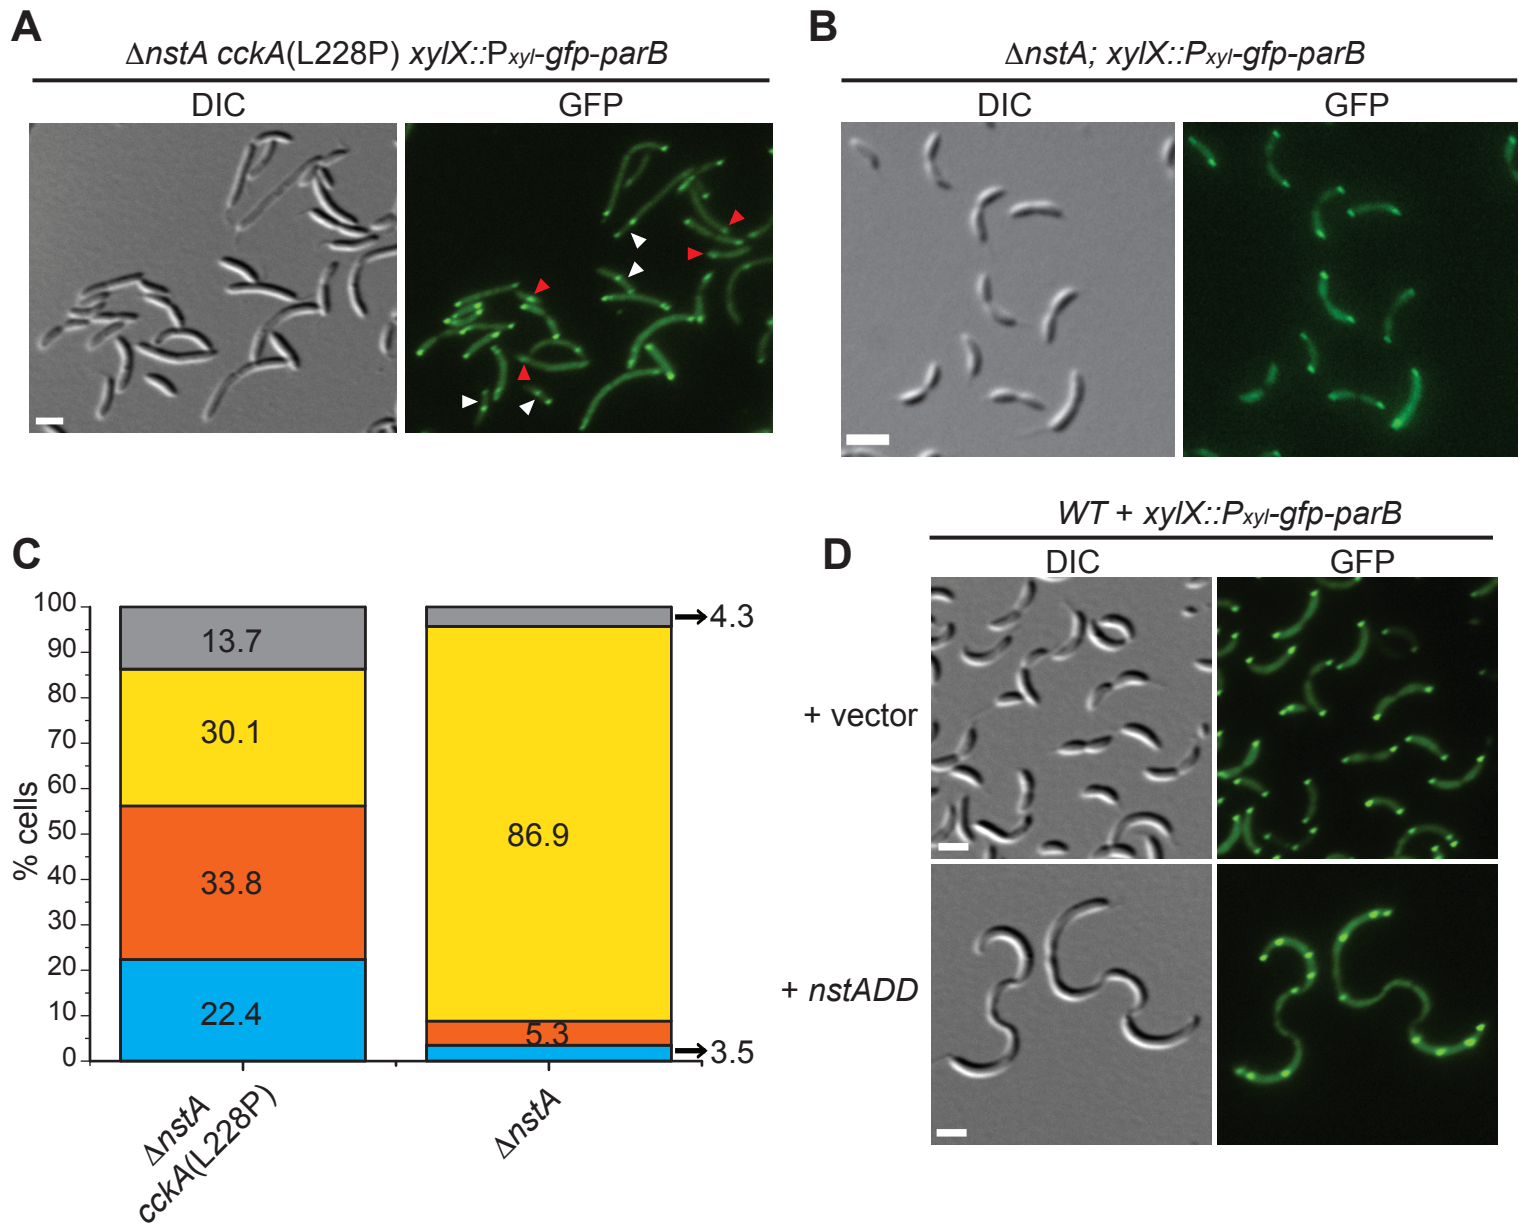 A
ΔnstA cckA(L228P) xylX::Pxyl-gfp-parB
DIC
GFP
B
ΔnstA; xylX::Pxyl-gfp-parB
DIC
GFP
C
% cells
100
90
80
70
60
50
40
30
20
10
0
13.7
30.1
33.8
22.4
4.3
86.9
5.3
3.5
ΔnstA
cckA(L228P)
ΔnstA
D
WT + xylX::Pxyl-gfp-parB
DIC
GFP
+ vector
+ nstADD